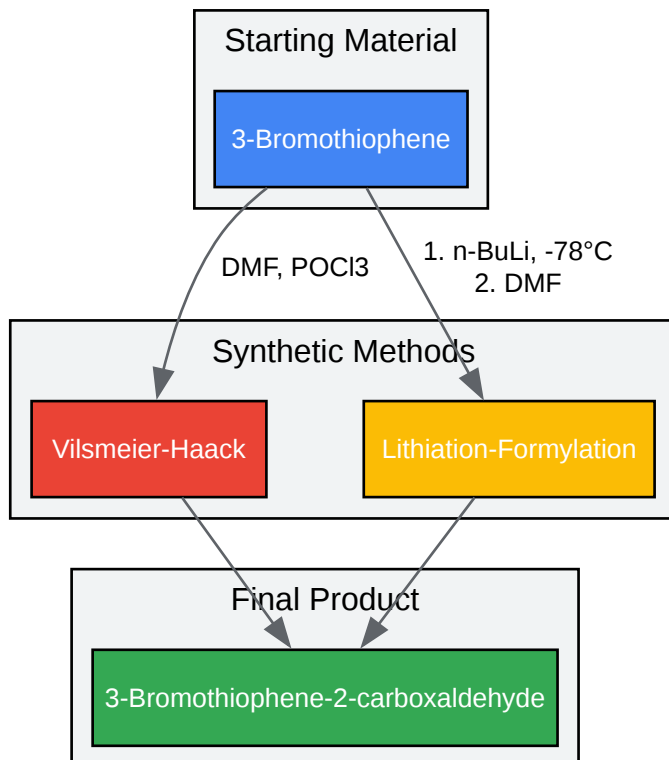 Starting Material
3-Bromothiophene
DMF, POCl3
1. n-BuLi, -78°C
2. DMF
Synthetic Methods
Vilsmeier-Haack
Lithiation-Formylation
Final Product
3-Bromothiophene-2-carboxaldehyde